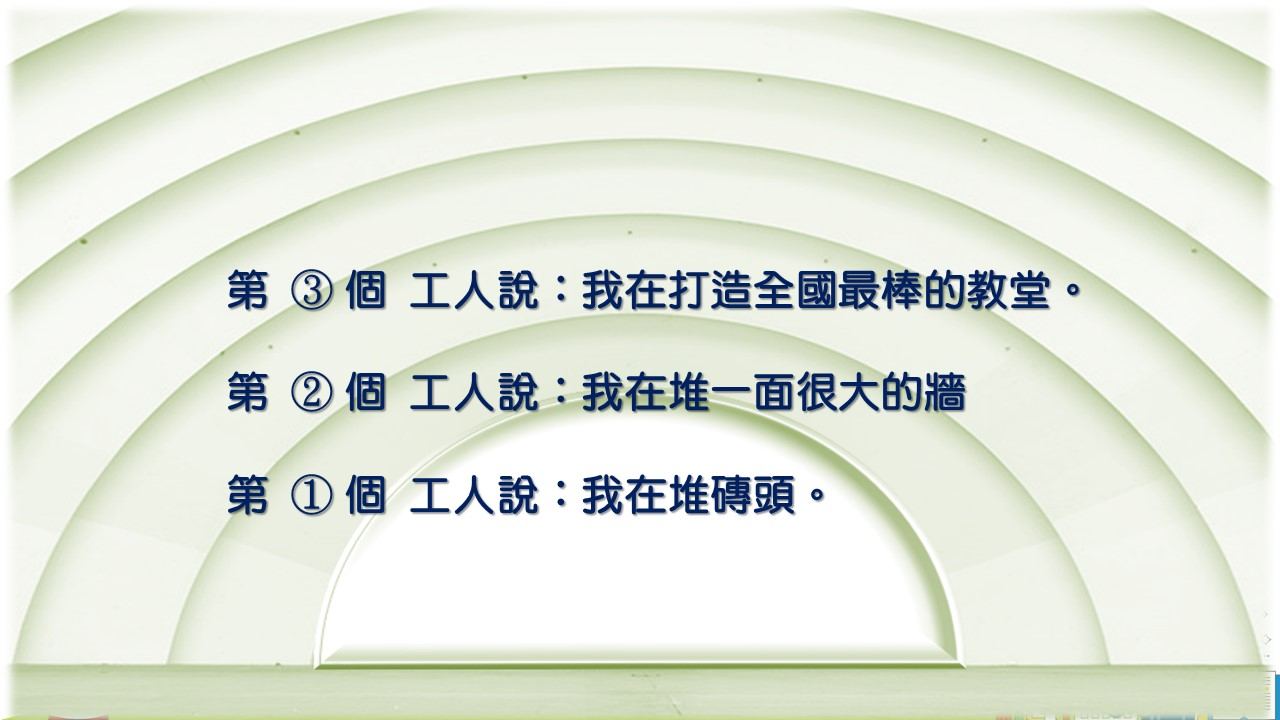 第 ③ 個 工人說：我在打造全國最棒的教堂。
第 ② 個 工人說：我在堆一面很大的牆
第 ① 個 工人說：我在堆磚頭。